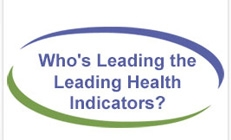 Who's Leading the
Leading Health
Indicators?